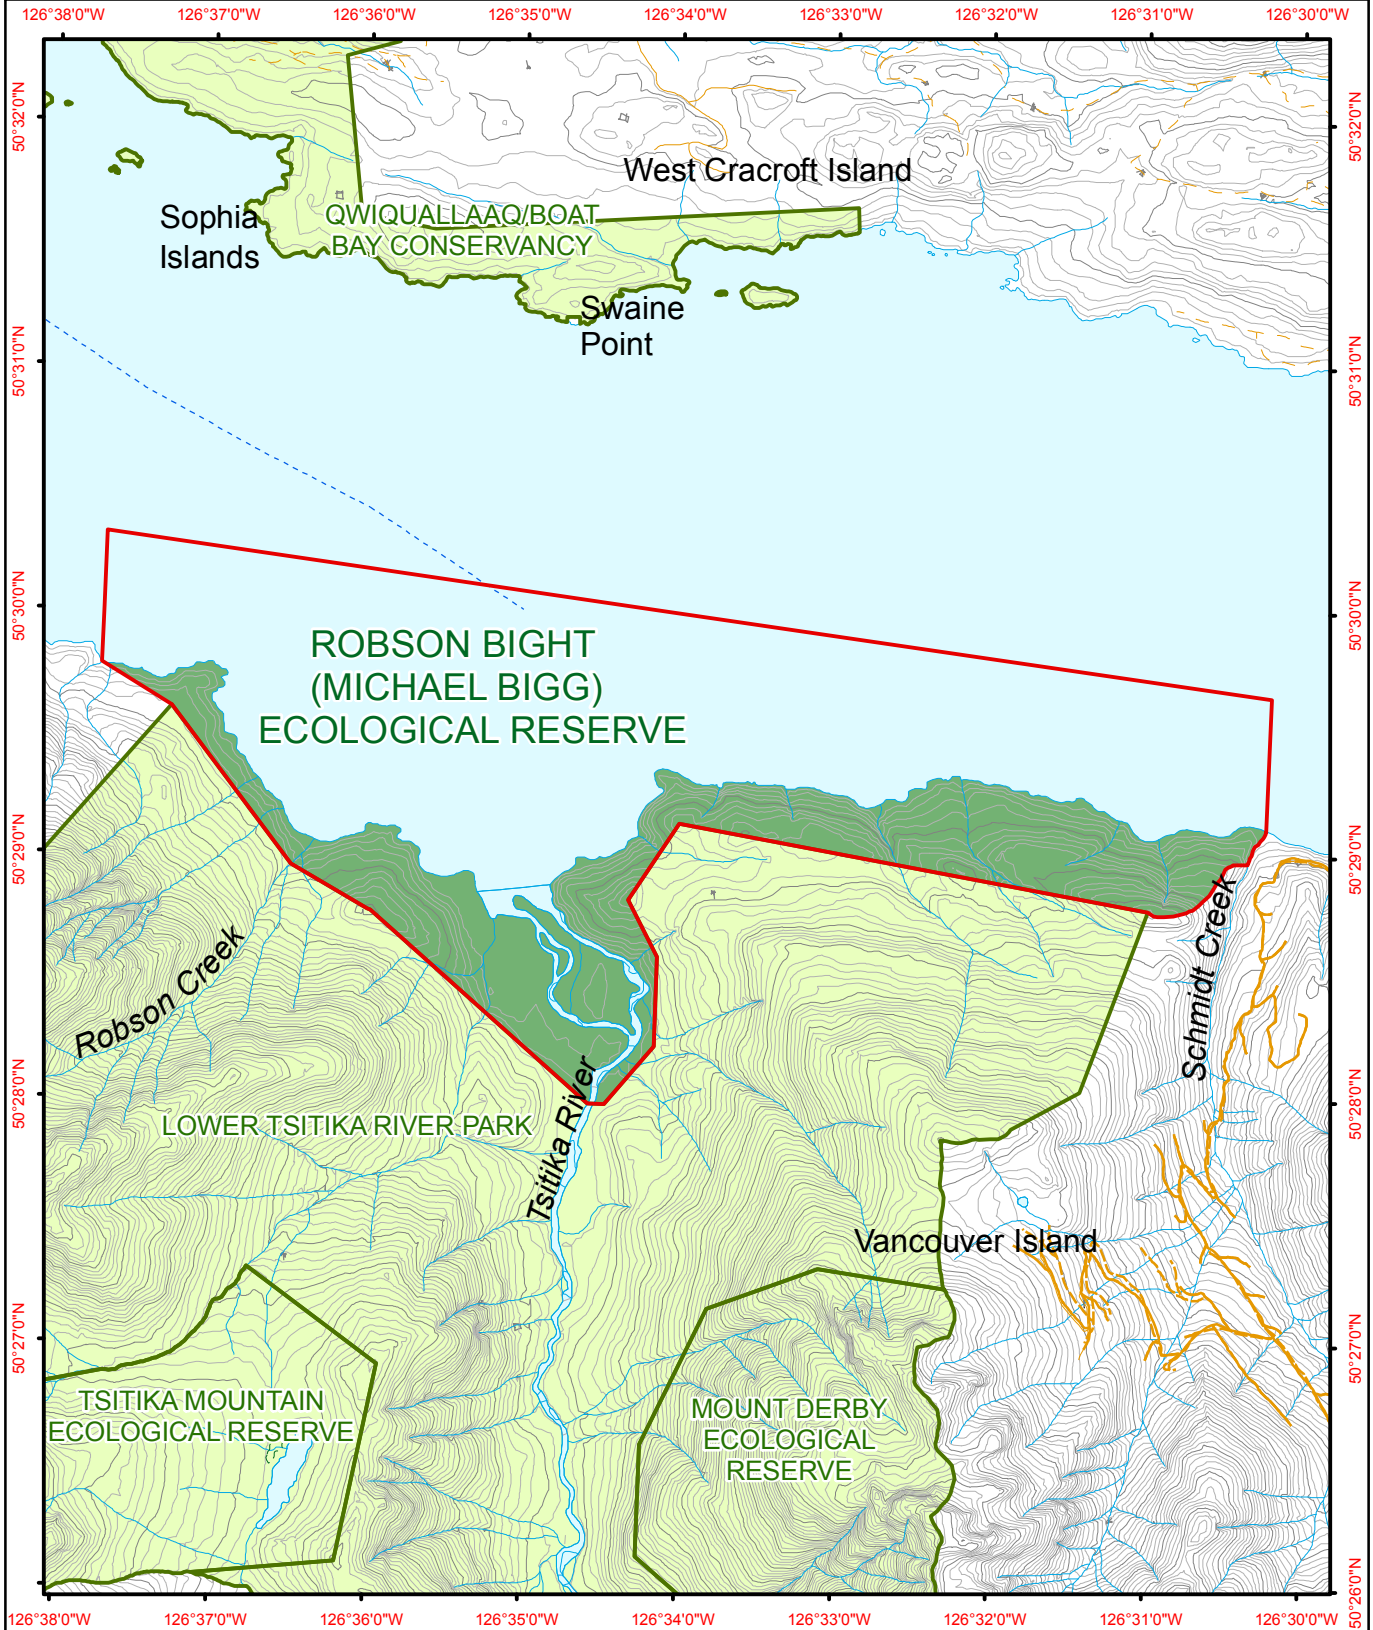 126°38'0"W 126°37'0"W 126°36'0"W 126°35'0"W 126°34'0"W 126°33'0"W 126°32'0"W 126°31'0"W 126°30'0"W
50°32'0"N
50°32'0"N
West Cracroft Island
Sophia
Islands
QWIQUALLAAQ/BOAT
BAY CONSERVANCY
Swaine
Point
50°31'0"N
50°31'0"N
50°30'0"N
50°30'0"N
ROBSON BIGHT
(MICHAEL BIGG)
ECOLOGICAL RESERVE
50°29'0"N
50°29'0"N
Robson Creek
Schmidt Creek
50°28'0"N
50°28'0"N
LOWER TSITIKA RIVER PARK
Tsitika River
Vancouver Island
50°27'0"N
50°27'0"N
TSITIKA MOUNTAIN
ECOLOGICAL RESERVE
MOUNT DERBY
ECOLOGICAL
RESERVE
50°26'0"N
126°38'0"W 126°37'0"W 126°36'0"W 126°35'0"W 126°34'0"W 126°33'0"W 126°32'0"W 126°31'0"W 126°30'0"W